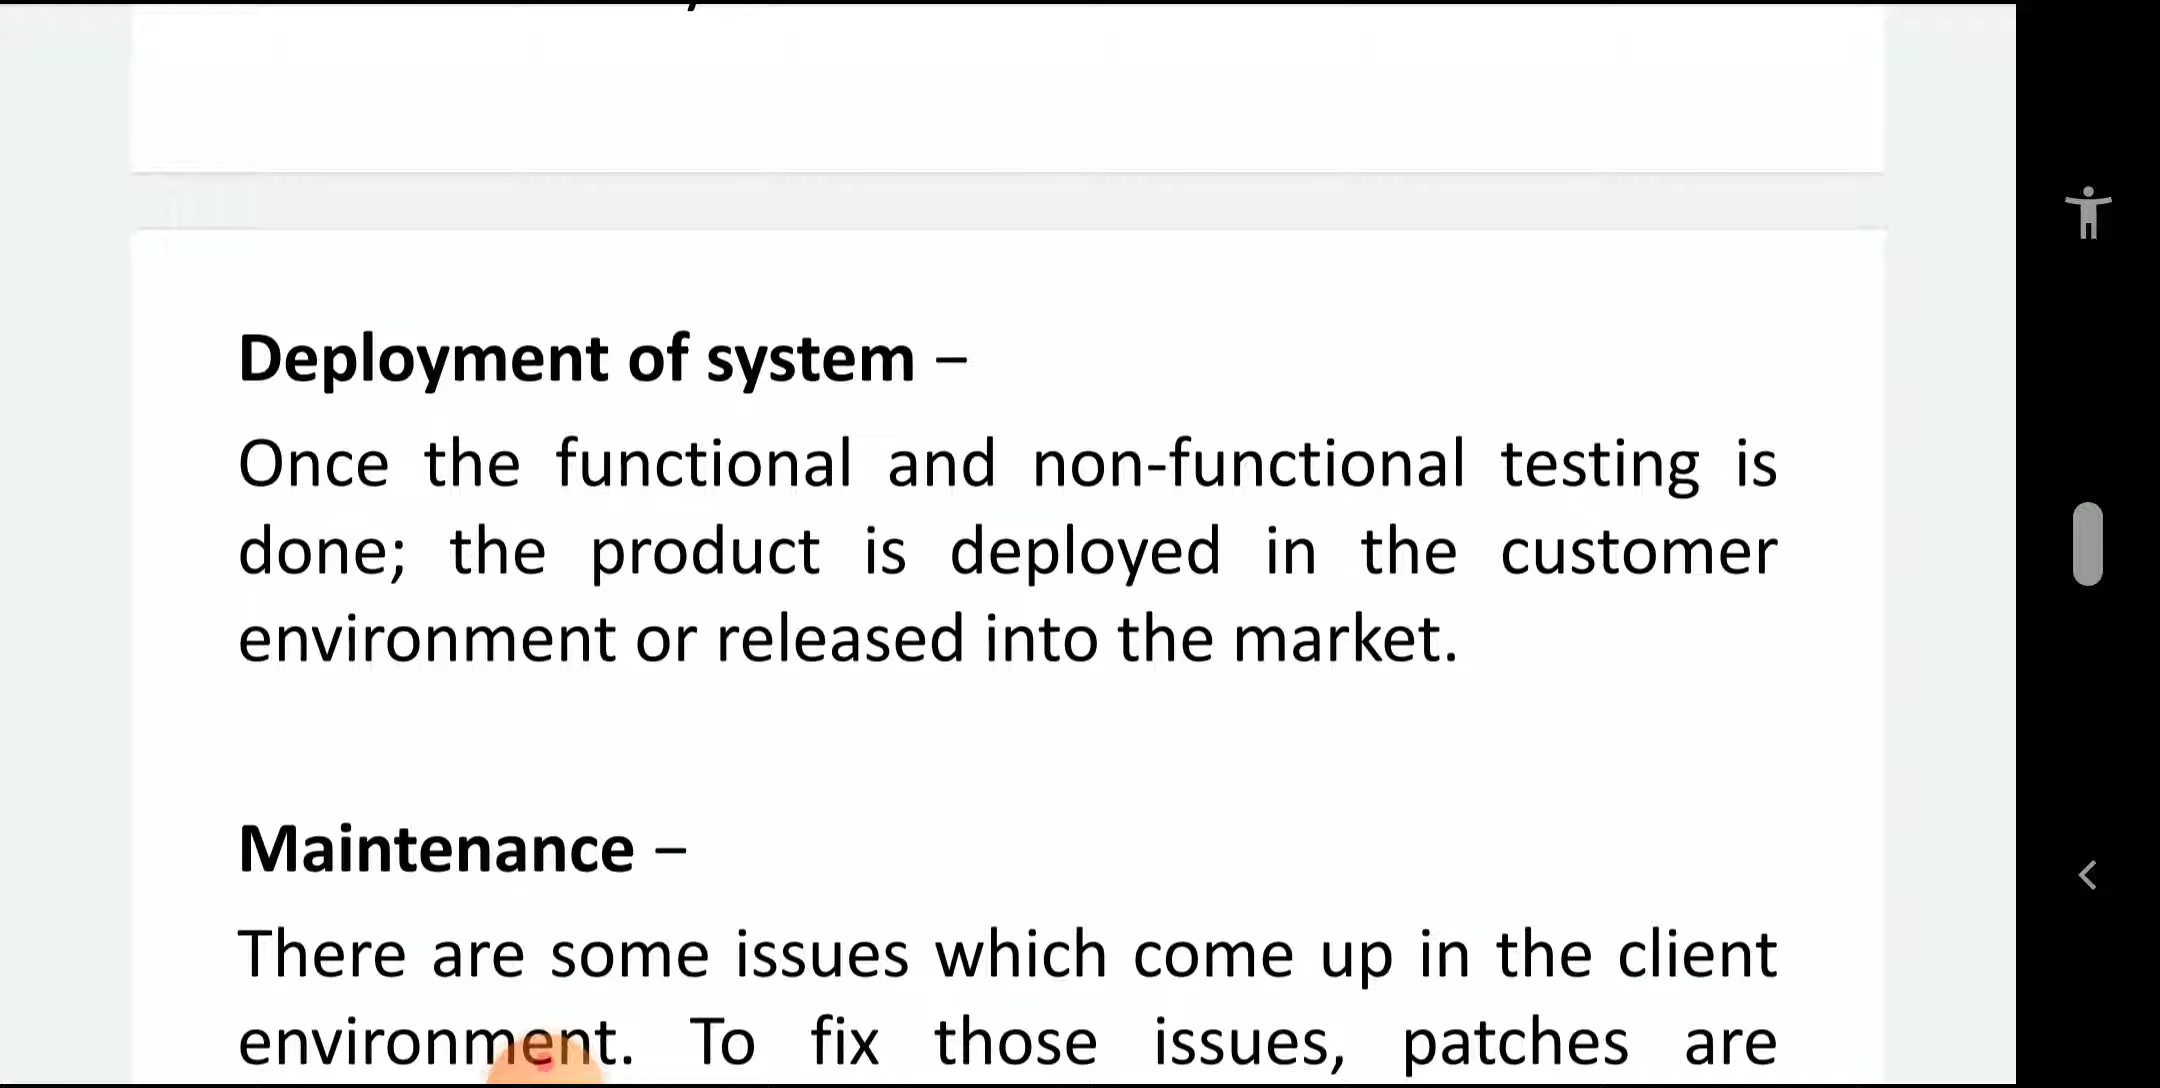 Deployment of system –
Once the functional and non-functional testing is
done; the product is deployed in the customer
environment or released into the market.
Maintenance –
There are some issues which come up in the client
environment. To fix those issues, patches are